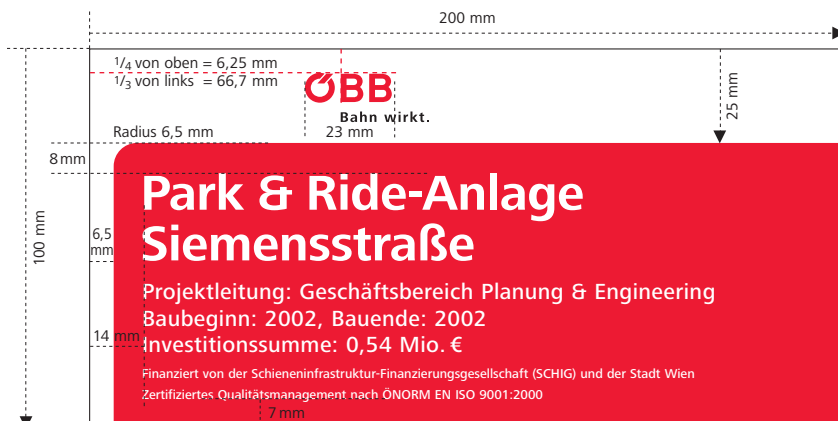 200 mm
1/4 von oben = 6,25 mm
1/3 von links = 66,7 mm
ÖBB
Bahn wirkt.
25 mm
Radius 6,5 mm
23 mm
8 mm
Park & Ride-Anlage
Siemensstraße
100 mm
6,5
mm
Projektleitung: Geschäftsbereich Planung & Engineering
Baubeginn: 2002, Bauende: 2002
14 mm
Investitionssumme: 0,54 Mio. €
Finanziert von der Schieneninfrastruktur-Finanzierungsgesellschaft (SCHIG) und der Stadt Wien
Zertifiziertes Qualitätsmanagement nach ÖNORM EN ISO 9001:2000
7 mm